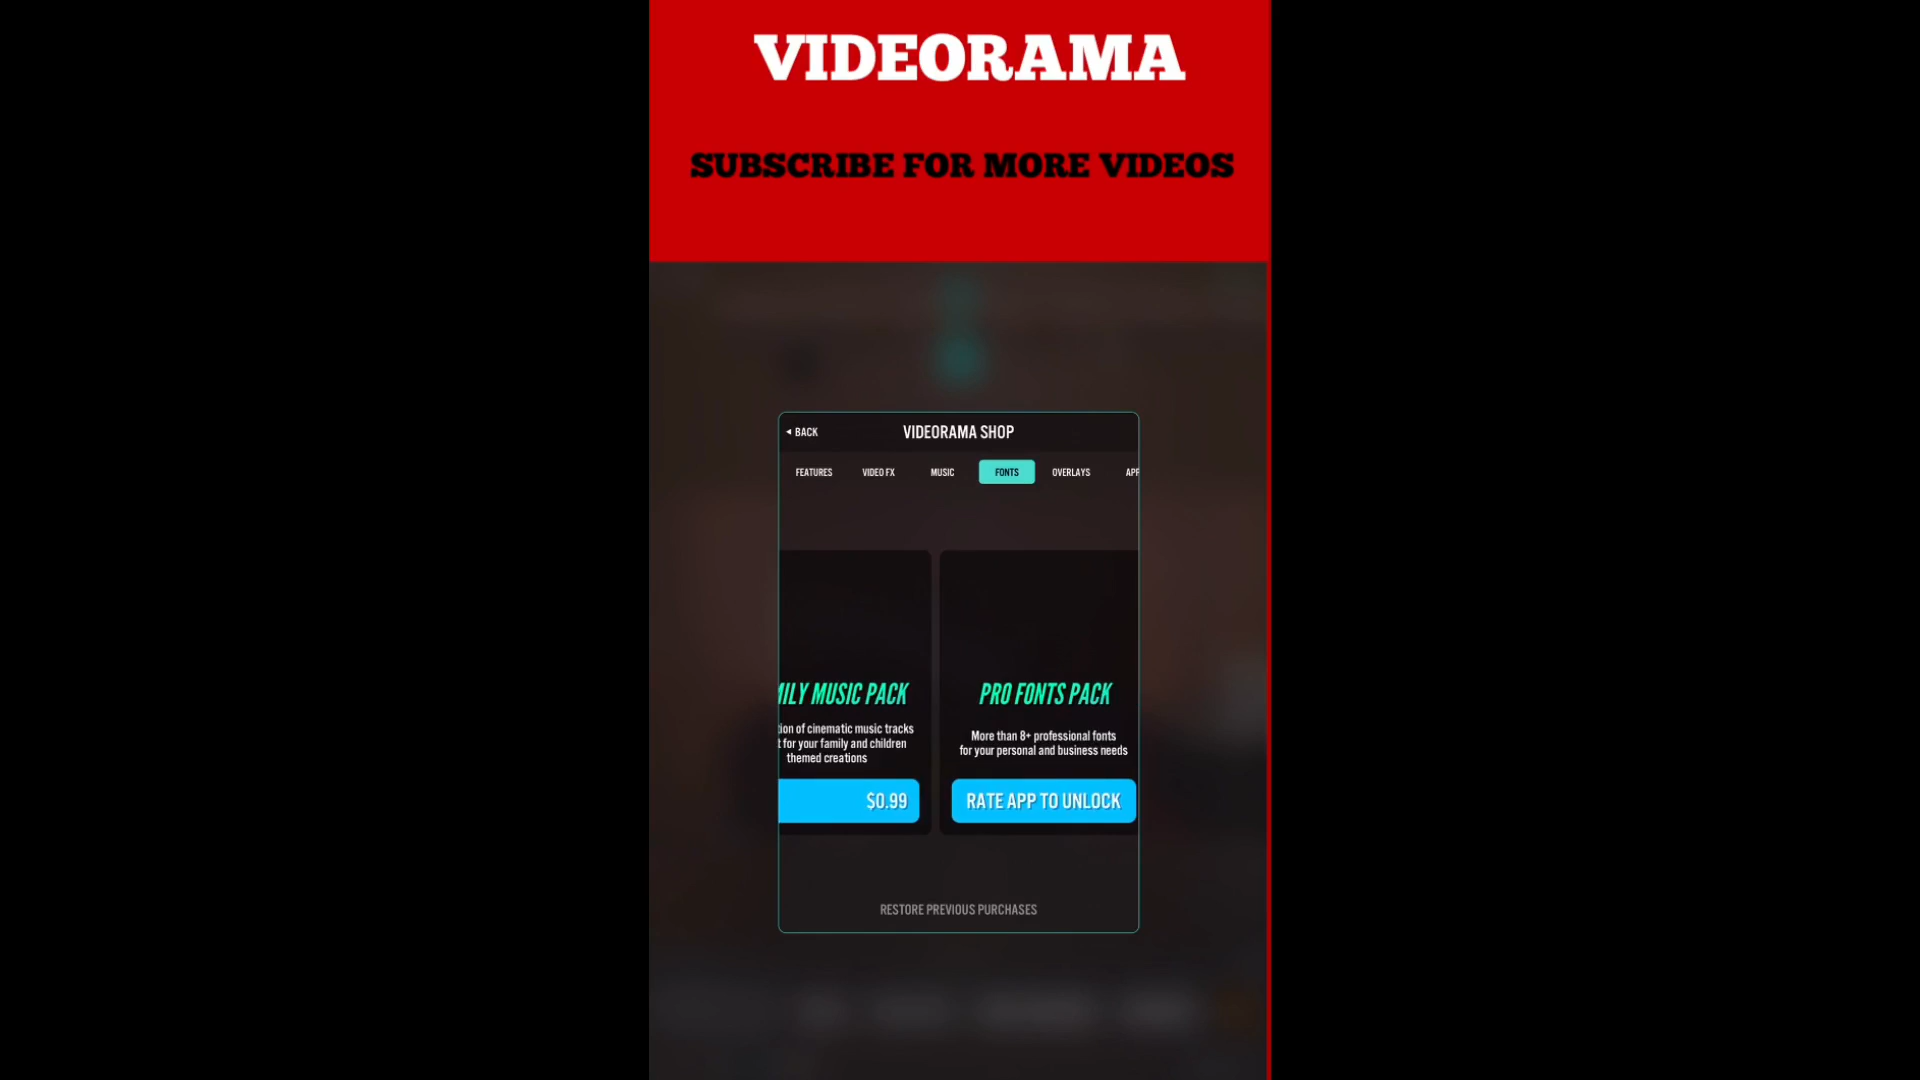 VIDEORAMA
SUBSCRIBE FOR MORE VIDEOS
BACK
VIDEORAMA SHOP
FEATURES
VIDEO FX
MUSIC
FONTS
OVERLAYS
MUSIC PACK
of cinematic music tracks
for your family and children
themed creations
$0.99
PRO FONTS PACK
More than 8+ professional fonts
for your personal and business needs
RATE APP TO UNLOCK
RESTORE PREVIOUS PURCHASES